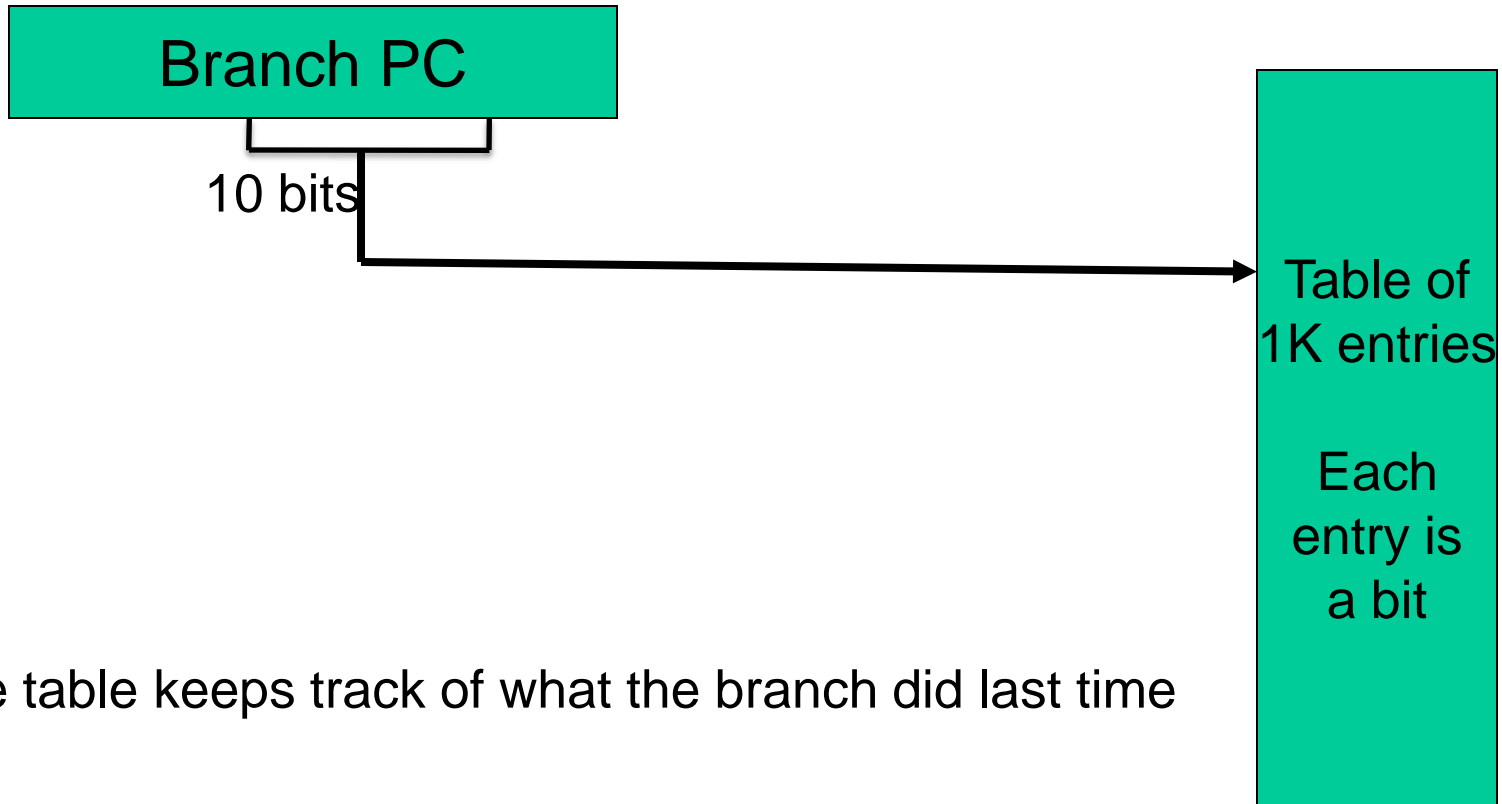 Branch PC
10 bits
Table of
1K entries
Each
entry is
a bit
table keeps track of what the branch did last time